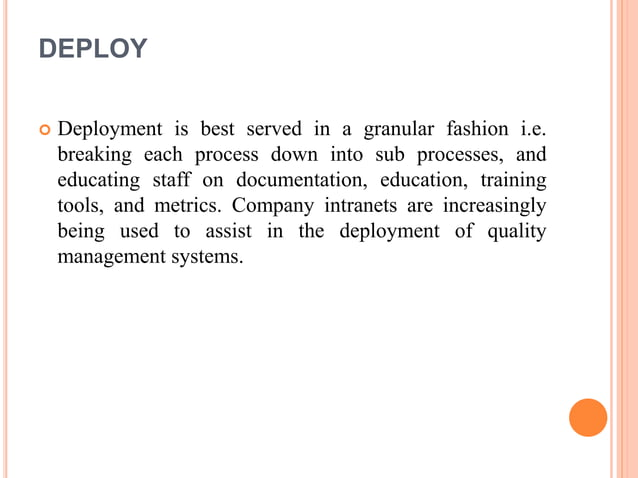 DEPLOY
Deployment is best served in a granular fashion i.e.
breaking each process down into sub processes, and
educating staff on documentation, education, training
tools, and metrics. Company intranets are increasingly
being used to assist in the deployment of quality
management systems.